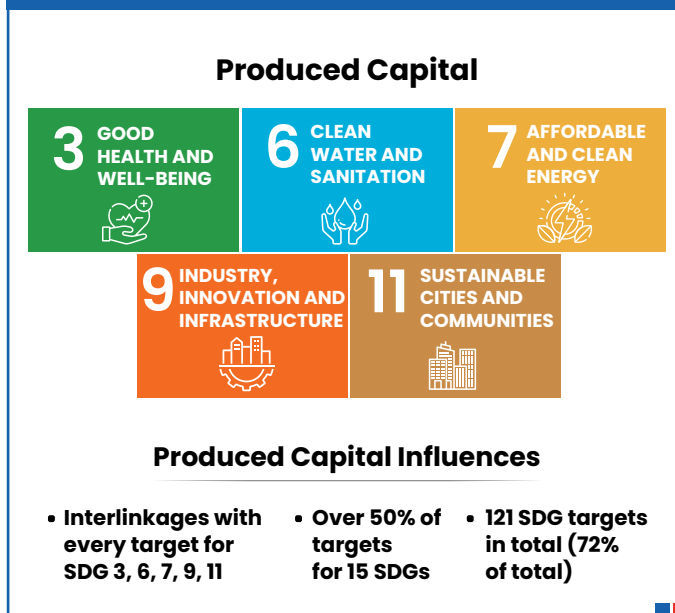 Produced Capital
3 GOOD
HEALTH AND
WELL-BEING
6 CLEAN
WATER AND
SANITATION
7 AFFORDABLE
AND CLEAN
ENERGY
9 INDUSTRY,
INNOVATION AND
INFRASTRUCTURE
11 SUSTAINABLE
CITIES AND
COMMUNITIES
Produced Capital Influences
• Interlinkages with
every target for
SDG 3, 6, 7, 9, 11
• Over 50% of
targets
for 15 SDGs
• 121 SDG targets
in total (72%
of total)